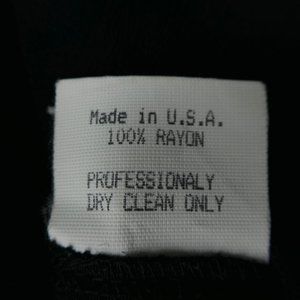 Made in U.S.A.
100% RAYON
PROFESSIONALY
DRY CLEAN ONLY